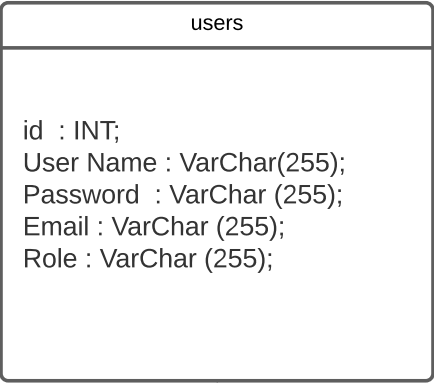 users
id  : INT;
User Name : VarChar(255);
Password  : VarChar (255);
Email : VarChar (255);
Role : VarChar (255);